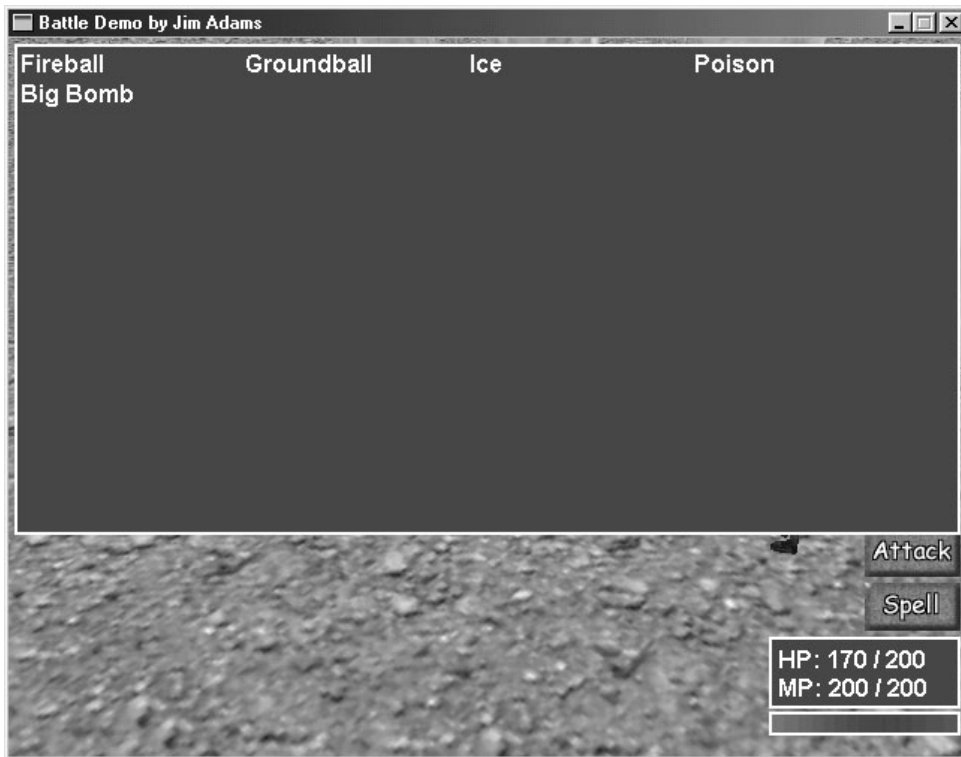 Battle Demo by Jim Adams
Fireball Groundball Ice Poison
Big Bomb
Attack
Spell
HP: 170 / 200
MP: 200 / 200